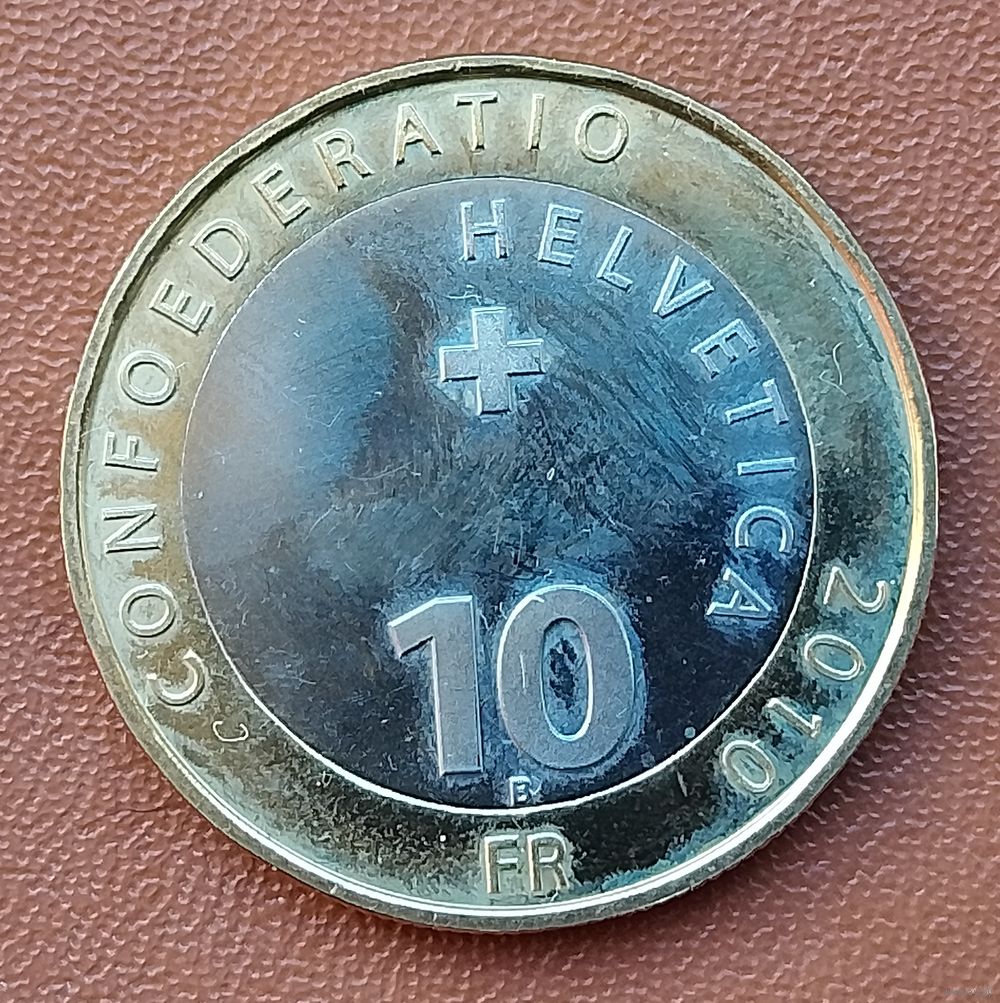 CONFOEDERATIO
HELVETICA
2010
10
B
FR